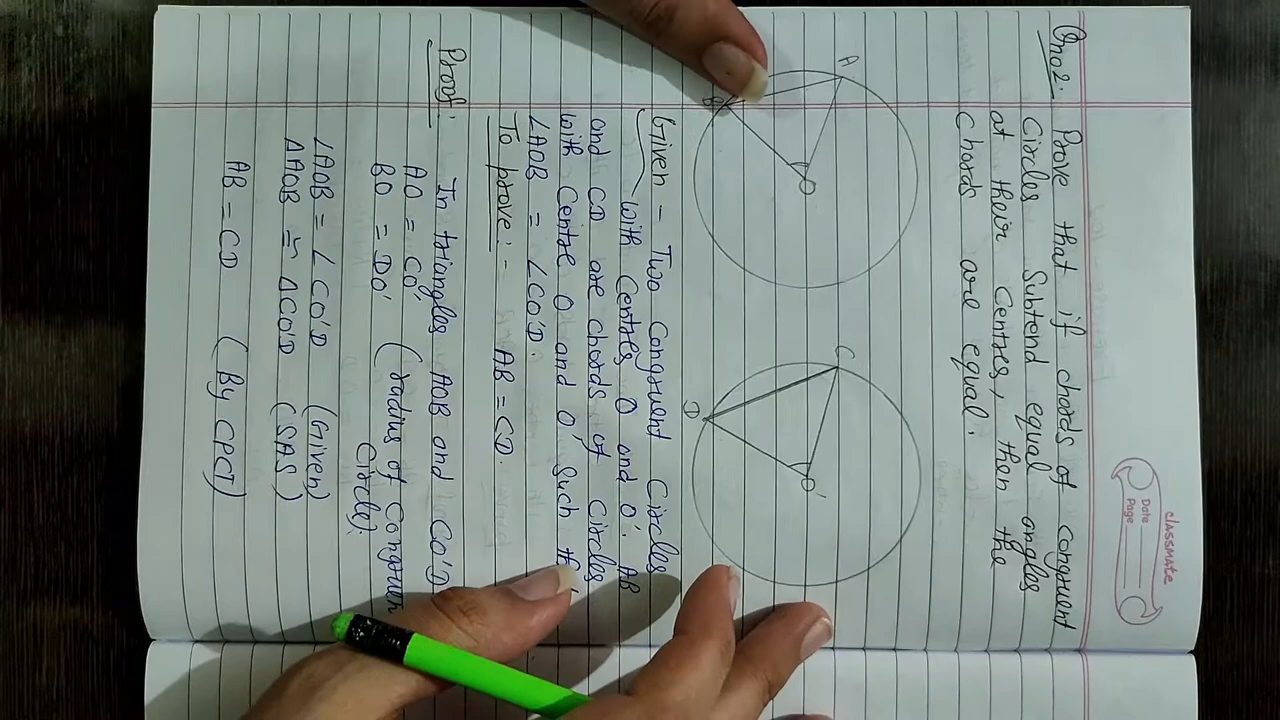 classmate
Date
Page
Qno2. Prove that if chords of congruent
Circles Subtend equal angles
at their Centres, then the
chords are equal.
A
B
O
C
D
O'
Given - Two Congruent Circles
with Centres O and O'. AB
and CD are chords of Circles
with Centre O and O' Such th
∠AOB = ∠CO'D.
To prove:- AB = CD.
Proof: In triangles AOB and CO'D
AO = CO'
BO = DO' (radius of Congruen
Circle).
∠AOB = ∠CO'D (Given)
ΔAOB ≅ ΔCO'D (SAS)
AB = CD (By CPCT)